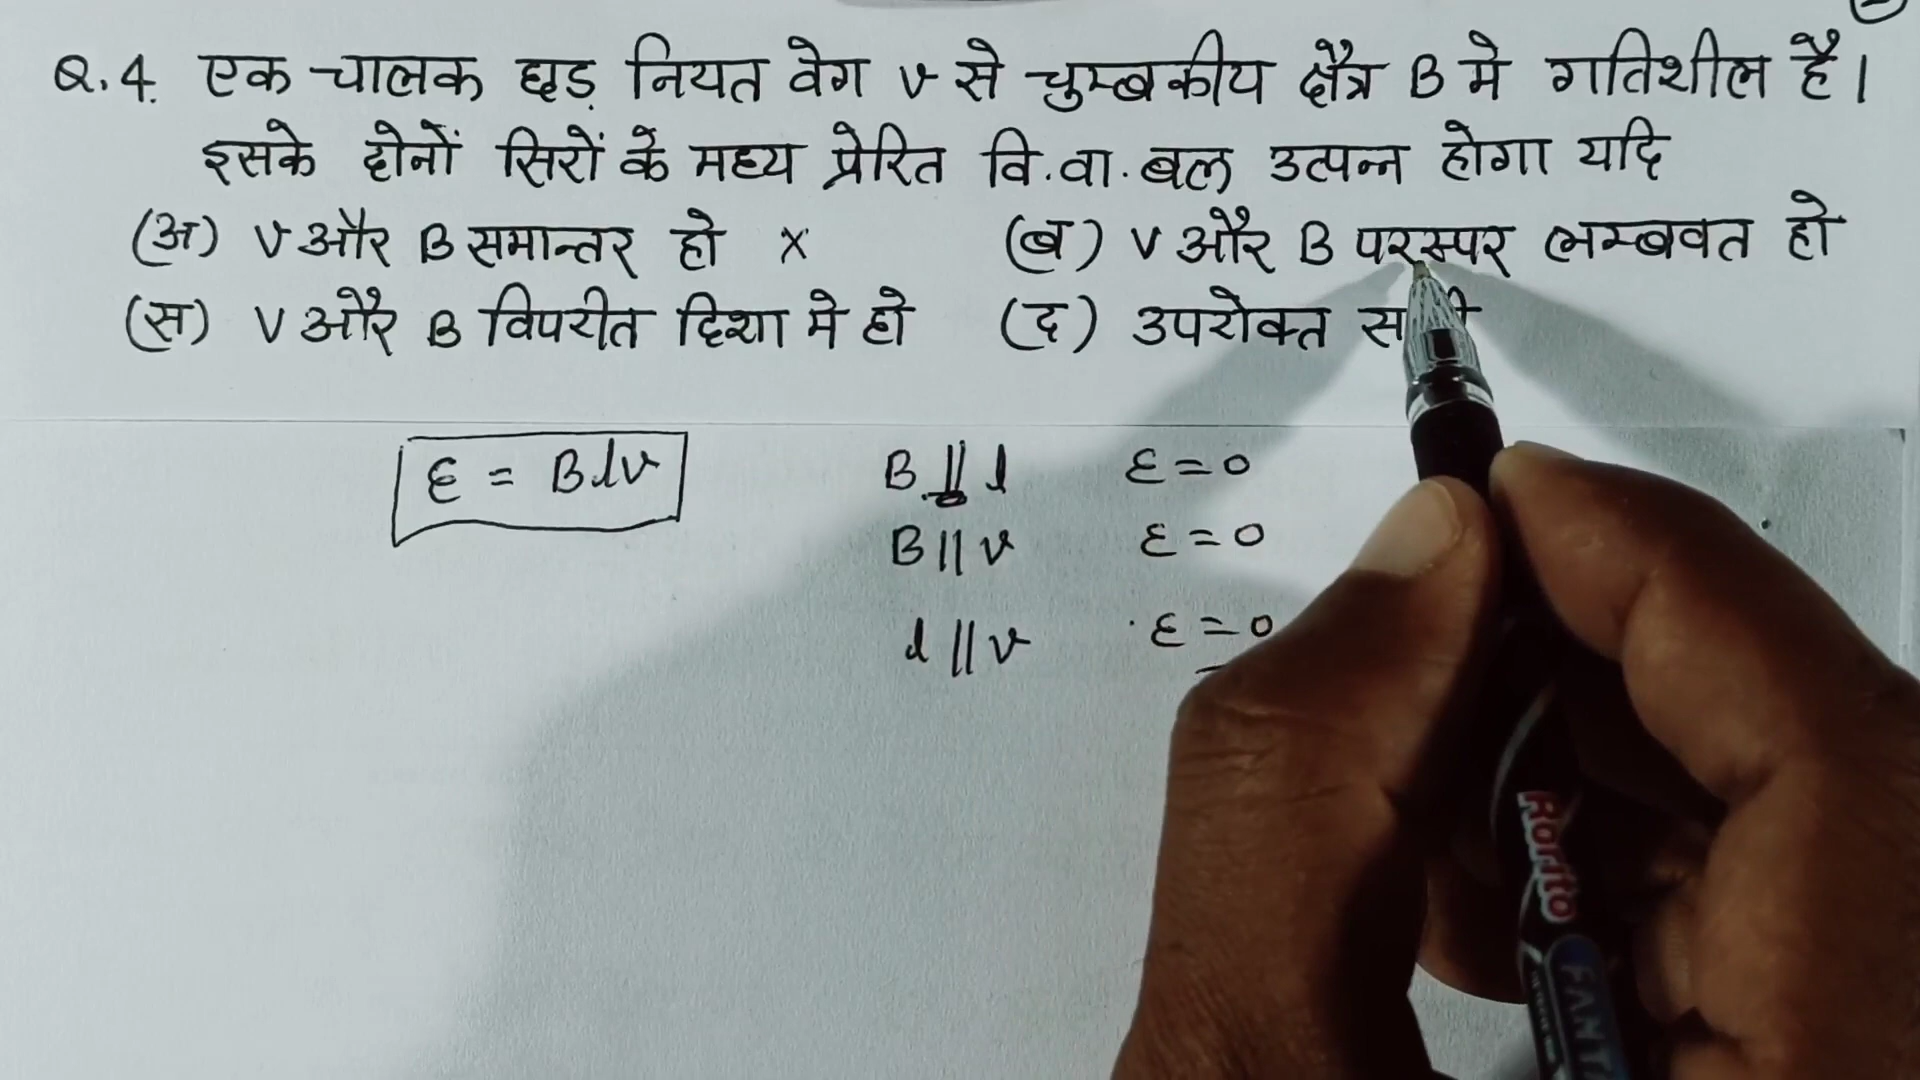 Q.4. एक चालक छड़ नियत वेग v से चुम्बकीय क्षैत्र B मे गतिशील है।
इसके दोनों सिरों के मध्य प्रेरित वि.वा.बल उत्पन्न होगा यदि
(अ) v और B समान्तर हो x (ब) v और B परस्पर लम्बवत हो
(स) v और B विपरीत दिशा मे हो (द) उपरोक्त
ε = Blv B || l ε = 0
B || v ε = 0
l || v ε = 0
Rorito